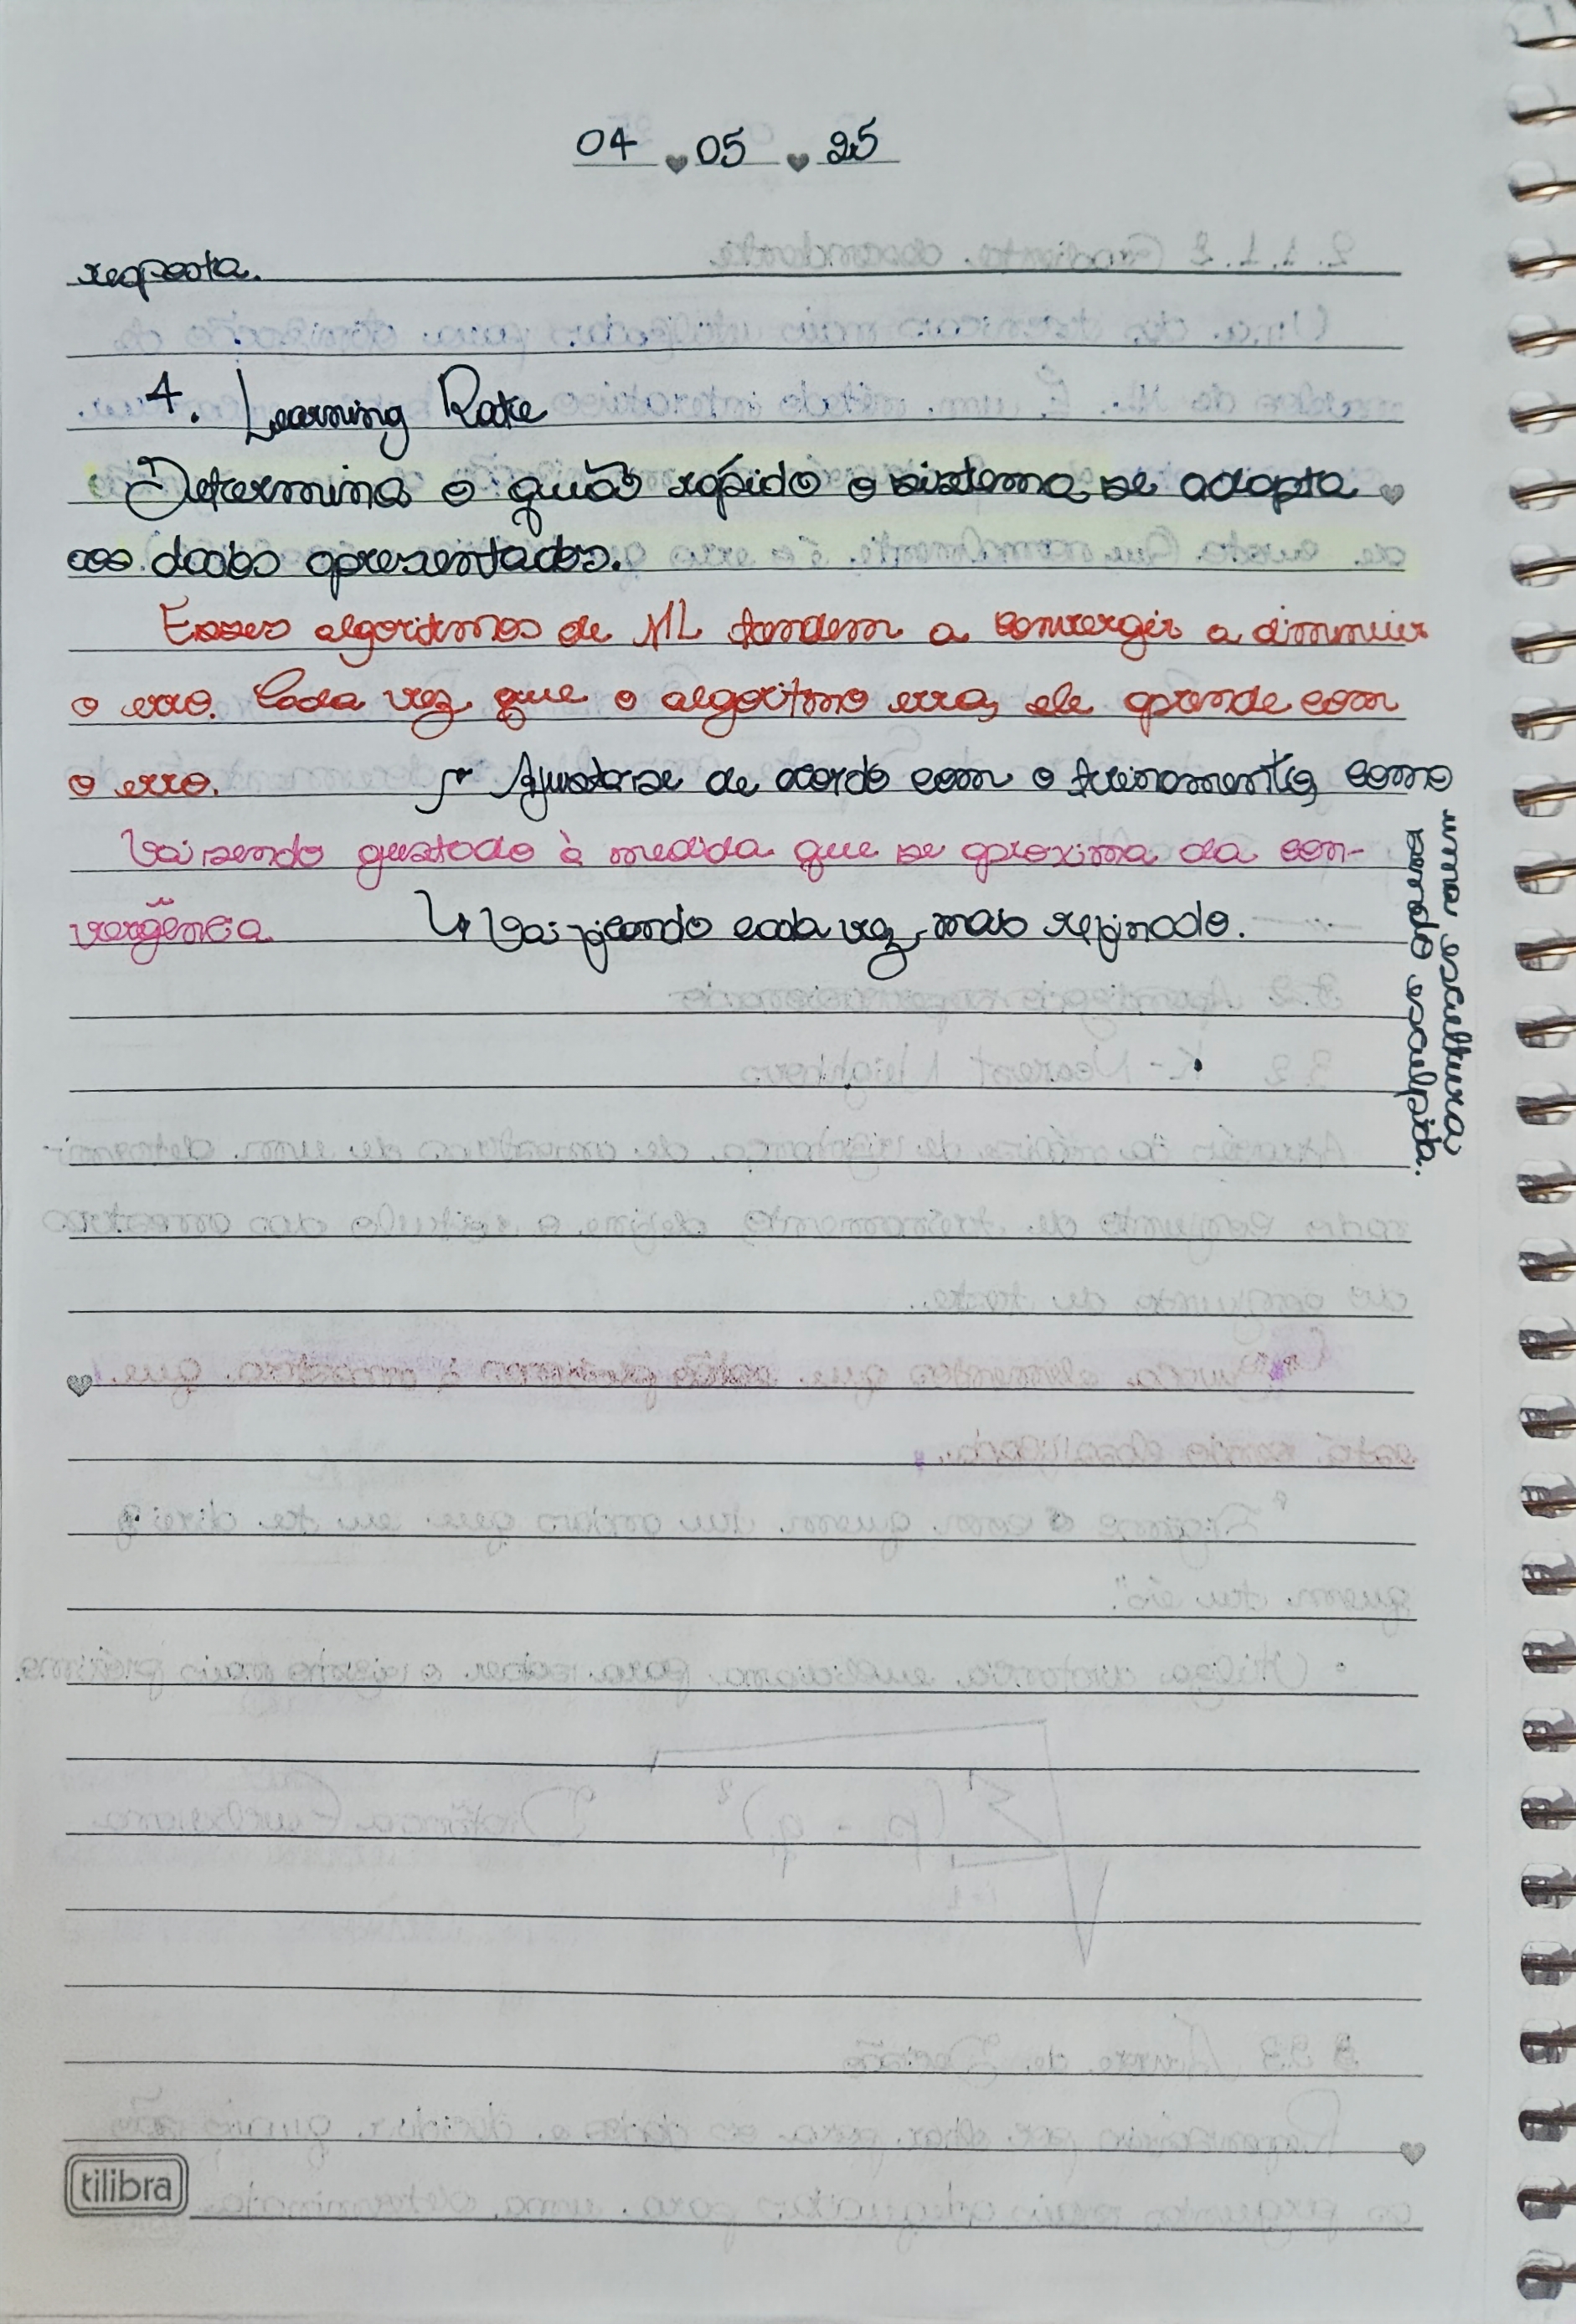 04 05 25
resposta.
4. Learning Rate
Determina o quão rápido o sistema se adapta
aos dados apresentados.
Esses algoritmos de ML tendem a convergir a diminuir
o erro. Cada vez que o algoritmo erra, ele aprende com
o erro.
Ajusta-se de acordo com o treinamento, como
numa escultura
sendo esculpida.
Vai sendo ajustado à medida que se aproxima da con-
vergência
Vai ficando cada vez mais refinado.
tilibra